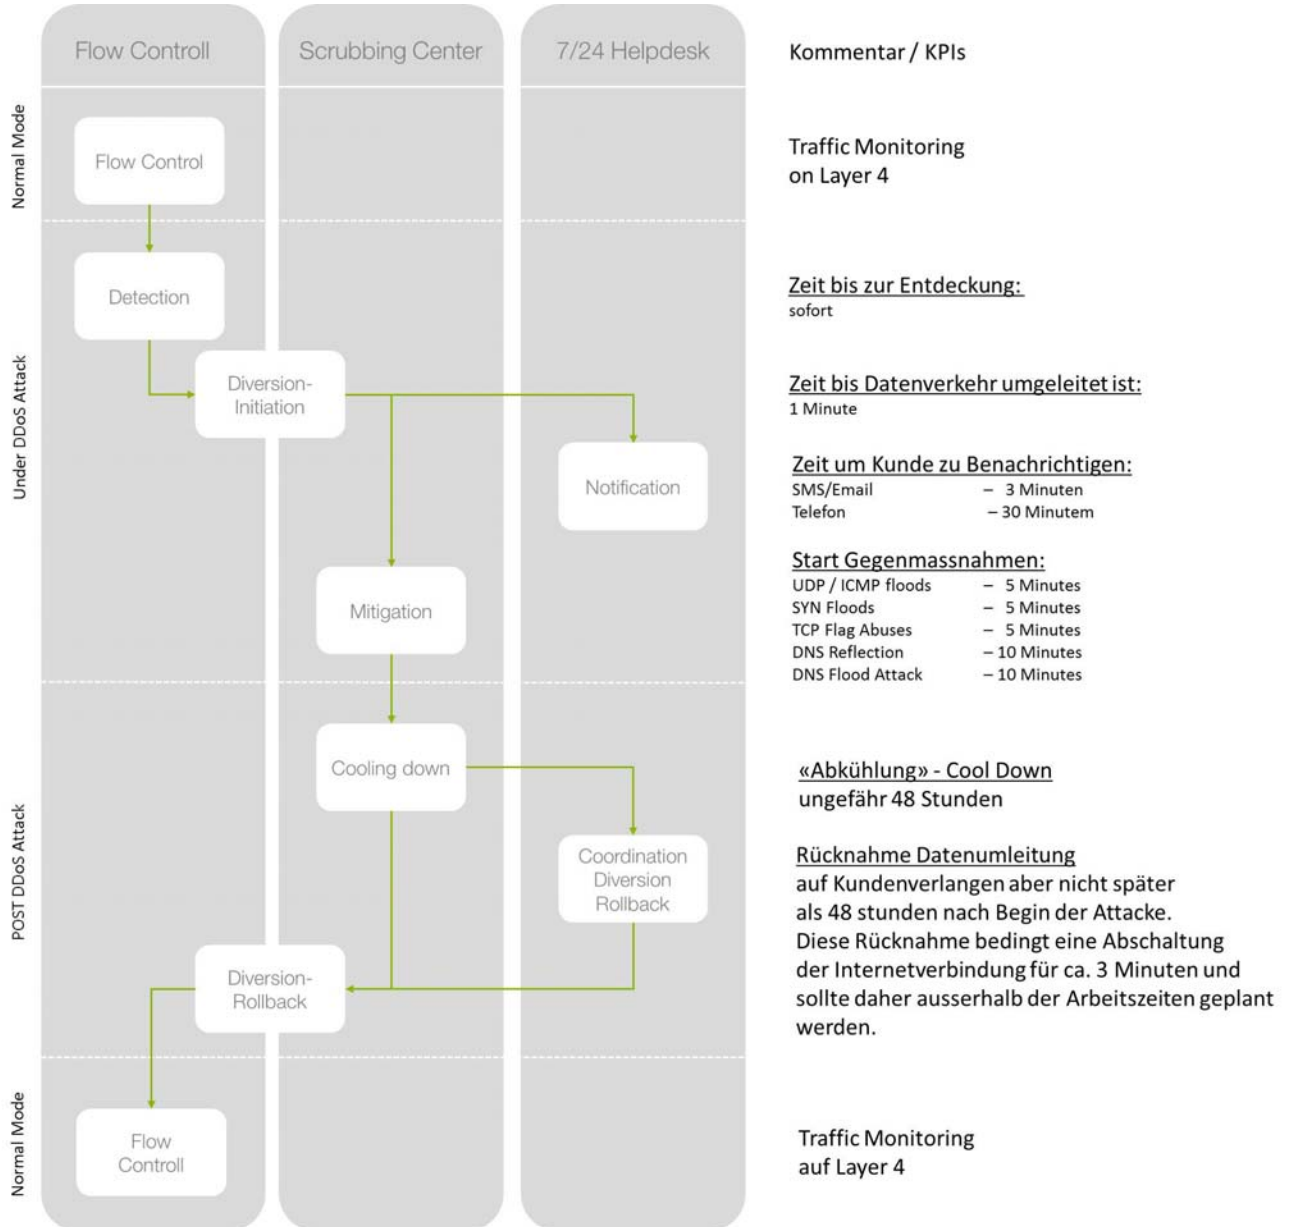 Flow Controll
Scrubbing Center
7/24 Helpdesk
Kommentar / KPIs
Normal Mode
Flow Control
Traffic Monitoring
on Layer 4
Under DDoS Attack
Detection
Zeit bis zur Entdeckung:
sofort
Diversion-
Initiation
Zeit bis Datenverkehr umgeleitet ist:
1 Minute
Notification
Zeit um Kunde zu Benachrichtigen:
SMS/Email – 3 Minuten
Telefon – 30 Minutem
Mitigation
Start Gegenmassnahmen:
UDP / ICMP floods – 5 Minutes
SYN Floods – 5 Minutes
TCP Flag Abuses – 5 Minutes
DNS Reflection – 10 Minutes
DNS Flood Attack – 10 Minutes
POST DDoS Attack
Cooling down
«Abkühlung» - Cool Down
ungefähr 48 Stunden
Coordination
Diversion
Rollback
Rücknahme Datenumleitung
auf Kundenverlangen aber nicht später
als 48 stunden nach Begin der Attacke.
Diese Rücknahme bedingt eine Abschaltung
der Internetverbindung für ca. 3 Minuten und
sollte daher ausserhalb der Arbeitszeiten geplant
werden.
Diversion-
Rollback
Normal Mode
Flow
Controll
Traffic Monitoring
auf Layer 4